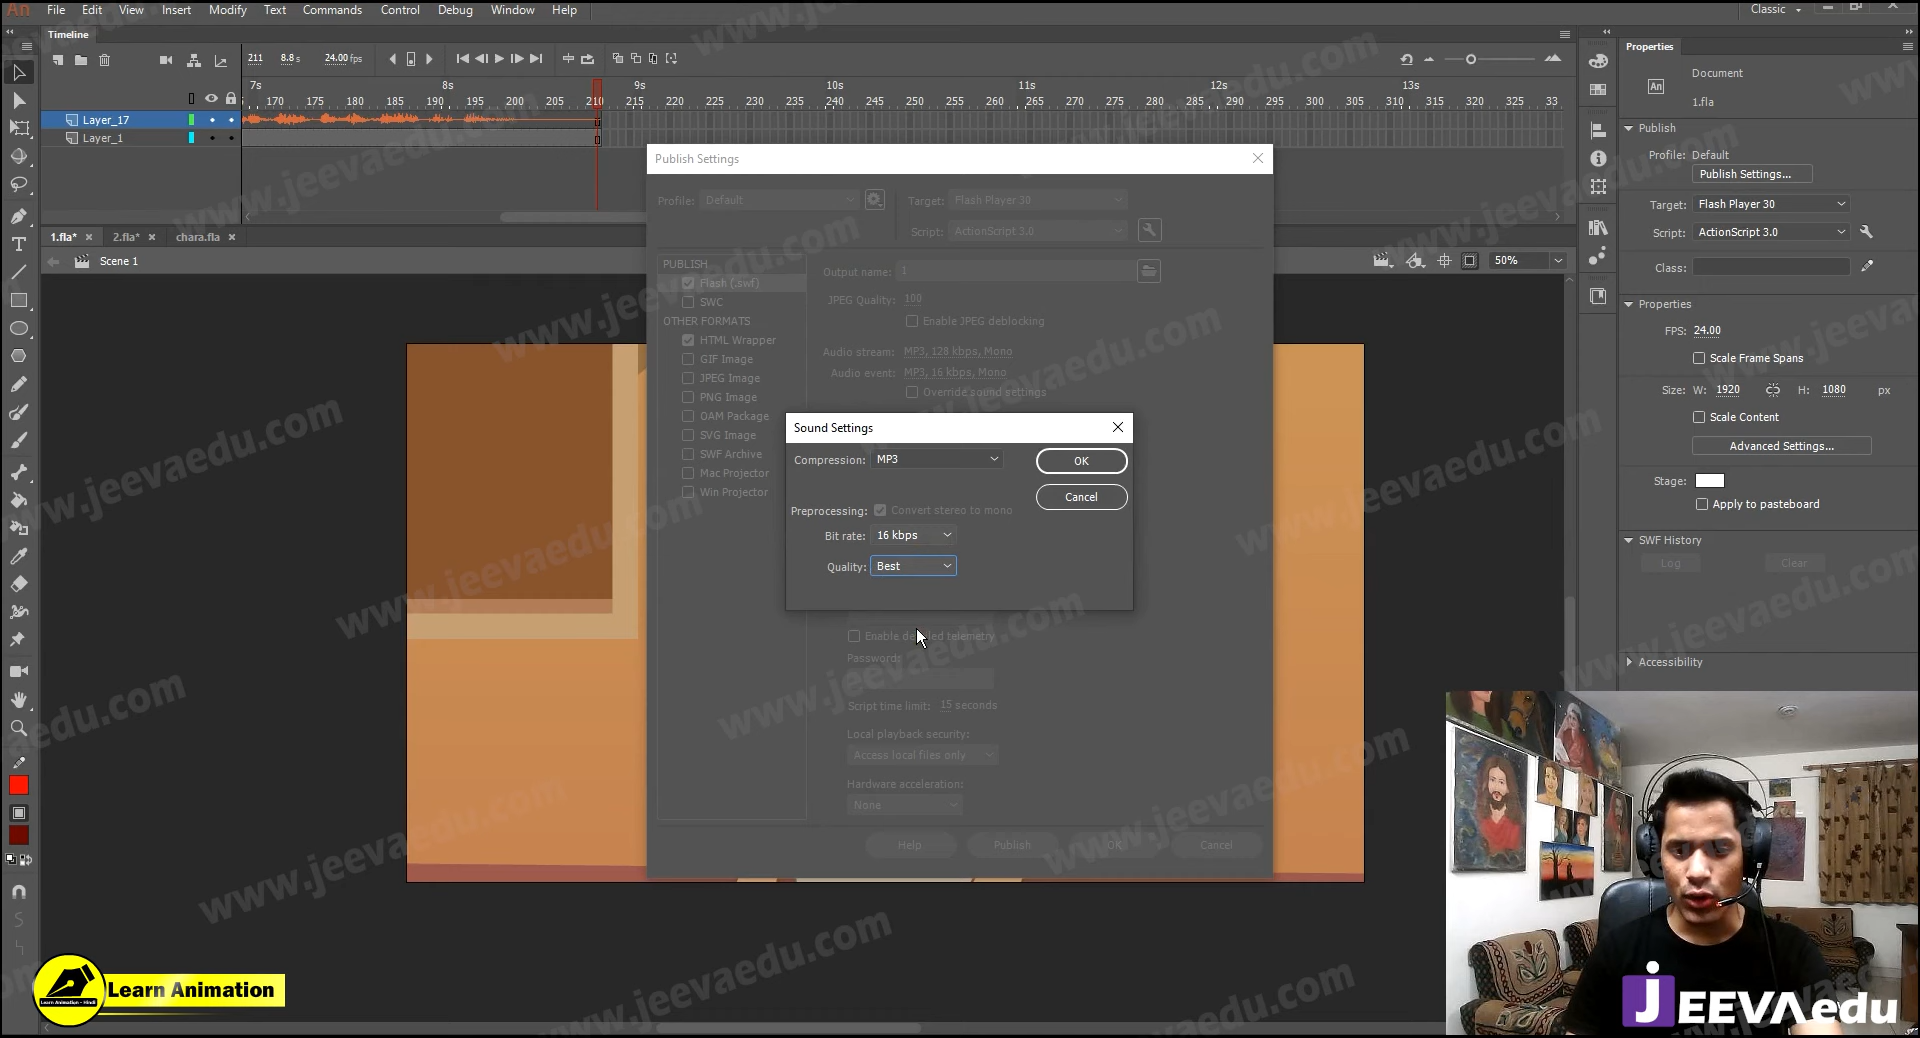 An File Edit View Insert Modify Text Commands Control Debug Window Help Classic
Timeline
Properties
211 8.8 s 24.00 fps
7s 8s 9s 10s 11s 12s 13s
170 175 180 185 190 195 200 205 210 215 220 225 230 235 240 245 250 255 260 265 270 275 280 285 290 295 300 305 310 315 320 325 33
Layer_17
Layer_1
1.fla* 2.fla* chara.fla
Scene 1
50%
Publish Settings
Profile: Default
Target: Flash Player 30
Script: ActionScript 3.0
PUBLISH
Flash (.swf)
SWC
OTHER FORMATS
HTML Wrapper
GIF Image
JPEG Image
PNG Image
OAM Package
SVG Image
SWF Archive
Mac Projector
Win Projector
Output name: 1
JPEG Quality: 100
Enable JPEG deblocking
Audio stream: MP3, 128 kbps, Mono
Audio event: MP3, 16 kbps, Mono
Override sound settings
Sound Settings
Compression: MP3
OK
Cancel
Preprocessing: Convert stereo to mono
Bit rate: 16 kbps
Quality: Best
Password:
Script time limit: 15 seconds
Local playback security:
Access local files only
Hardware acceleration:
None
Help Publish OK Cancel
Document
An
1.fla
Publish
Profile: Default
Publish Settings...
Target: Flash Player 30
Script: ActionScript 3.0
Class:
Properties
FPS: 24.00
Scale Frame Spans
Size: W: 1920 H: 1080 px
Scale Content
Advanced Settings...
Stage:
Apply to pasteboard
SWF History
Log Clear
Accessibility
Learn Animation
Learn Animation - Hindi
JEEVAedu
www.jeevaedu.com